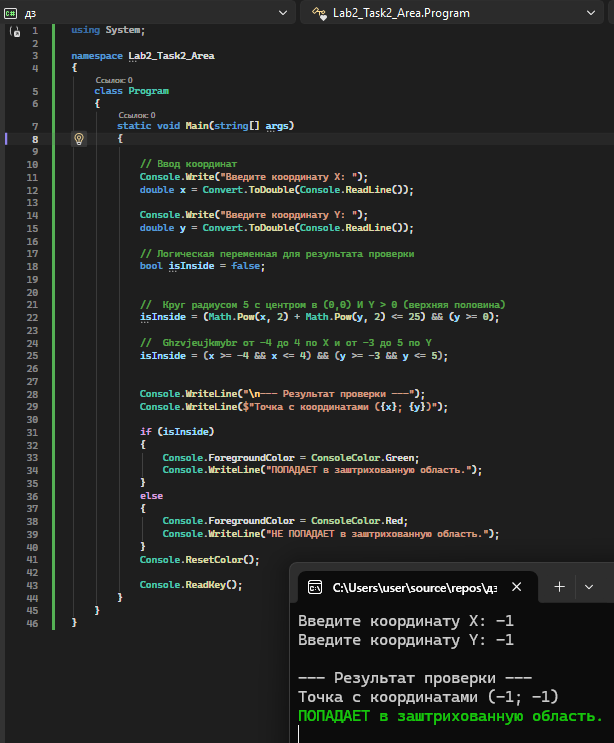 C# дз
Lab2_Task2_Area.Program
1 using System;
2
3 namespace Lab2_Task2_Area
4 {
Ссылок: 0
5 class Program
6 {
Ссылок: 0
7 static void Main(string[] args)
8 {
9
10 // Ввод координат
11 Console.Write("Введите координату X: ");
12 double x = Convert.ToDouble(Console.ReadLine());
13
14 Console.Write("Введите координату Y: ");
15 double y = Convert.ToDouble(Console.ReadLine());
16
17 // Логическая переменная для результата проверки
18 bool isInside = false;
19
20
21 // Круг радиусом 5 с центром в (0,0) И Y > 0 (верхняя половина)
22 isInside = (Math.Pow(x, 2) + Math.Pow(y, 2) <= 25) && (y >= 0);
23
24 // Ghzvjeujkmybr от -4 до 4 по X и от -3 до 5 по Y
25 isInside = (x >= -4 && x <= 4) && (y >= -3 && y <= 5);
26
27
28 Console.WriteLine("\n--- Результат проверки ---");
29 Console.WriteLine($"Точка с координатами ({x}; {y})");
30
31 if (isInside)
32 {
33 Console.ForegroundColor = ConsoleColor.Green;
34 Console.WriteLine("ПОПАДАЕТ в заштрихованную область.");
35 }
36 else
37 {
38 Console.ForegroundColor = ConsoleColor.Red;
39 Console.WriteLine("НЕ ПОПАДАЕТ в заштрихованную область.");
40 }
41 Console.ResetColor();
42
43 Console.ReadKey();
44 }
45 }
46 }
C:\Users\user\source\repos\дз
Введите координату X: -1
Введите координату Y: -1
--- Результат проверки ---
Точка с координатами (-1; -1)
ПОПАДАЕТ в заштрихованную область.